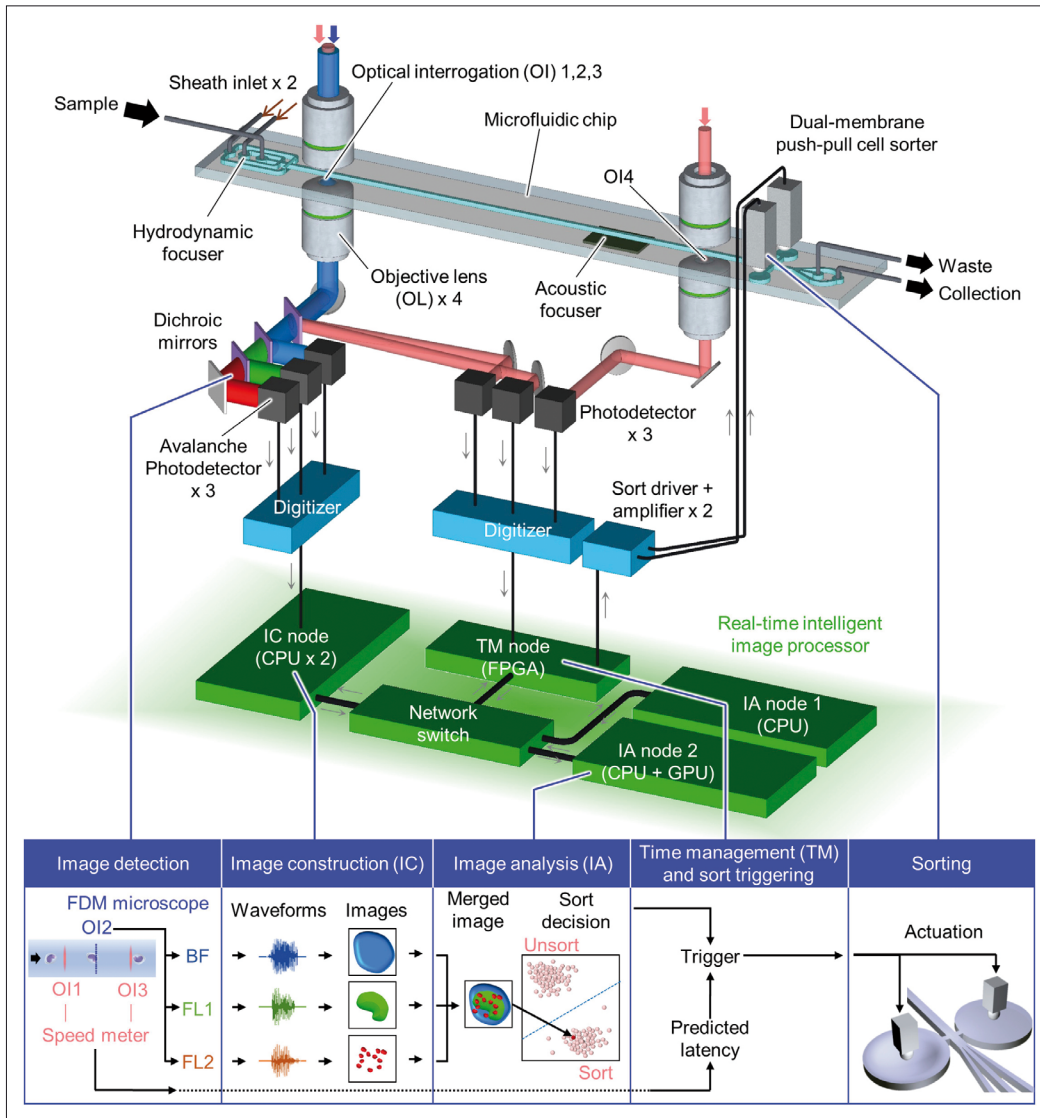 Sheath inlet x 2
Sample
Optical interrogation (OI) 1,2,3
Microfluidic chip
Dual-membrane
push-pull cell sorter
OI4
Hydrodynamic
focuser
Objective lens
(OL) x 4
Acoustic
focuser
Waste
Collection
Dichroic
mirrors
Avalanche
Photodetector
x 3
Photodetector
x 3
Digitizer
Digitizer
Sort driver +
amplifier x 2
Real-time intelligent
image processor
IC node
(CPU x 2)
TM node
(FPGA)
Network
switch
IA node 1
(CPU)
IA node 2
(CPU + GPU)
Image detection
Image construction (IC)
Image analysis (IA)
Time management (TM)
and sort triggering
Sorting
FDM microscope
OI2
OI1
OI3
Speed meter
BF
FL1
FL2
Waveforms
Images
Merged
image
Sort
decision
Unsort
Sort
Trigger
Predicted
latency
Actuation